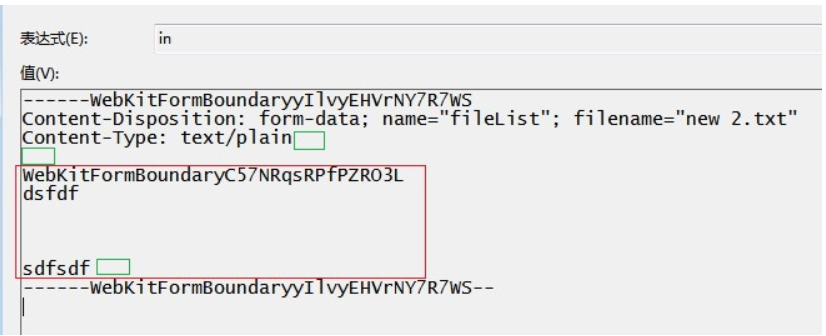 表达式(E):
in
值(V):
------WebKitFormBoundaryyIlvyEHVrNY7R7WS
Content-Disposition: form-data; name="fileList"; filename="new 2.txt"
Content-Type: text/plain
WebKitFormBoundaryC57NRqsRPfPZRO3L
dsfdf
sdfsdf
------WebKitFormBoundaryyIlvyEHVrNY7R7WS--